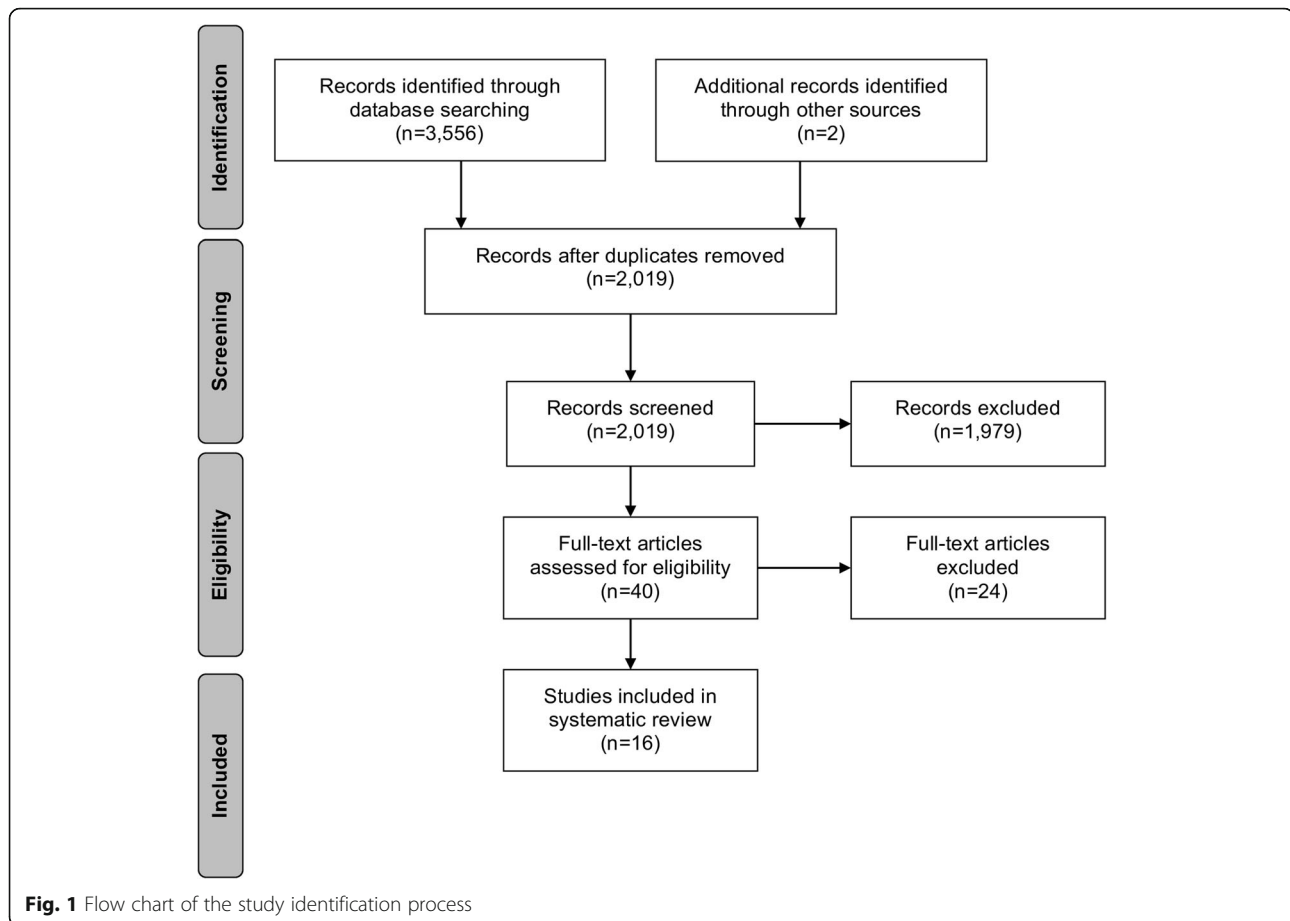 Identification
Records identified through
database searching
(n=3,556)
Additional records identified
through other sources
(n=2)
Screening
Records after duplicates removed
(n=2,019)
Records screened
(n=2,019)
Records excluded
(n=1,979)
Eligibility
Full-text articles
assessed for eligibility
(n=40)
Full-text articles
excluded
(n=24)
Included
Studies included in
systematic review
(n=16)
Fig. 1 Flow chart of the study identification process